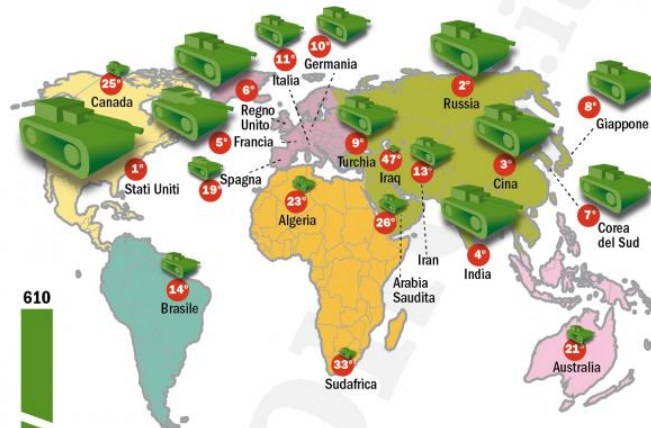 10°
Germania
11°
Italia
25°
Canada
6°
Regno
Unito
2°
Russia
8°
Giappone
5°
Francia
9°
Turchia
47°
Iraq
13°
Iran
3°
Cina
1°
Stati Uniti
19°
Spagna
23°
Algeria
26°
Arabia
Saudita
4°
India
7°
Corea
del Sud
14°
Brasile
610
33°
Sudafrica
21°
Australia